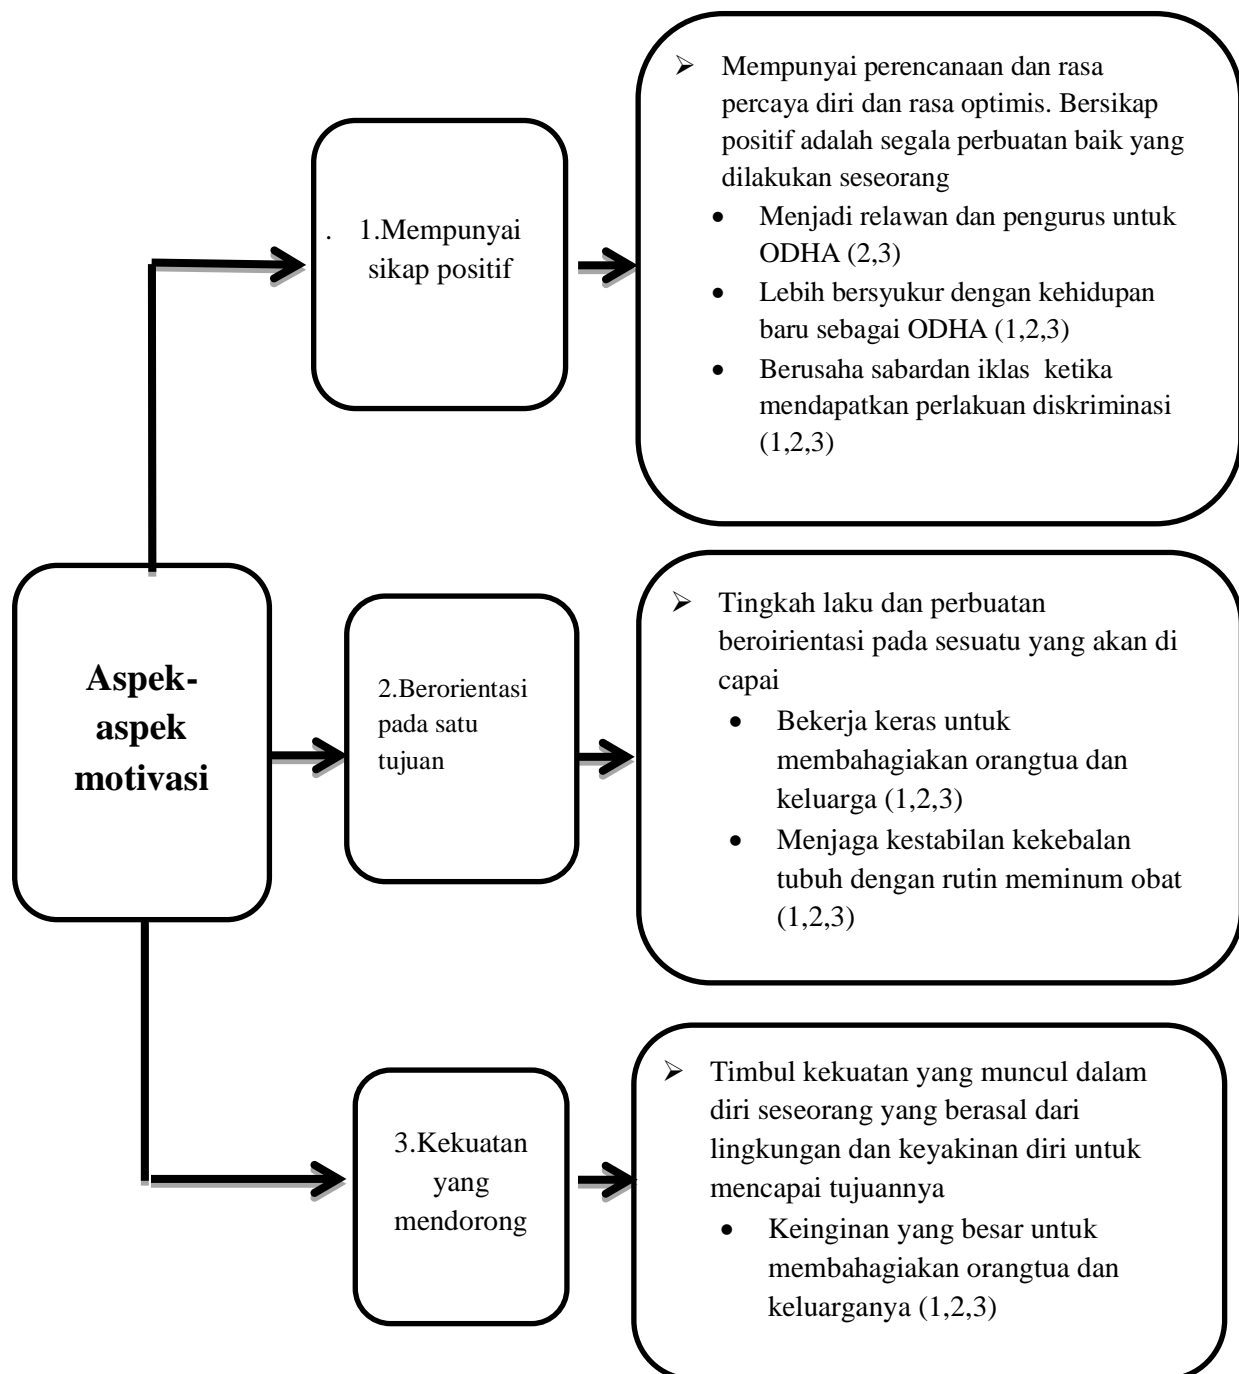 ➢ Mempunyai perencanaan dan rasa
percaya diri dan rasa optimis. Bersikap
positif adalah segala perbuatan baik yang
dilakukan seseorang
• Menjadi relawan dan pengurus untuk
ODHA (2,3)
• Lebih bersyukur dengan kehidupan
baru sebagai ODHA (1,2,3)
• Berusaha sabardan iklas ketika
mendapatkan perlakuan diskriminasi
(1,2,3)
. 1.Mempunyai
sikap positif
Aspek-
aspek
motivasi
2.Berorientasi
pada satu
tujuan
➢ Tingkah laku dan perbuatan
beroirientasi pada sesuatu yang akan di
capai
• Bekerja keras untuk
membahagiakan orangtua dan
keluarga (1,2,3)
• Menjaga kestabilan kekebalan
tubuh dengan rutin meminum obat
(1,2,3)
3.Kekuatan
yang
mendorong
➢ Timbul kekuatan yang muncul dalam
diri seseorang yang berasal dari
lingkungan dan keyakinan diri untuk
mencapai tujuannya
• Keinginan yang besar untuk
membahagiakan orangtua dan
keluarganya (1,2,3)